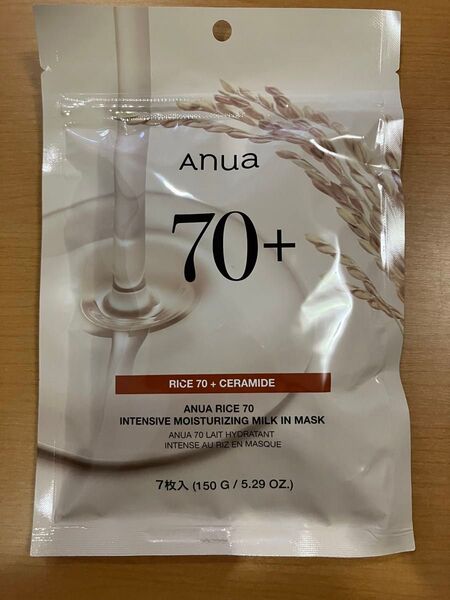 Anua
70+
RICE 70 + CERAMIDE
ANUA RICE 70
INTENSIVE MOISTURIZING MILK IN MASK
ANUA 70 LAIT HYDRATANT
INTENSE AU RIZ EN MASQUE
7枚入 (150 G / 5.29 OZ.)